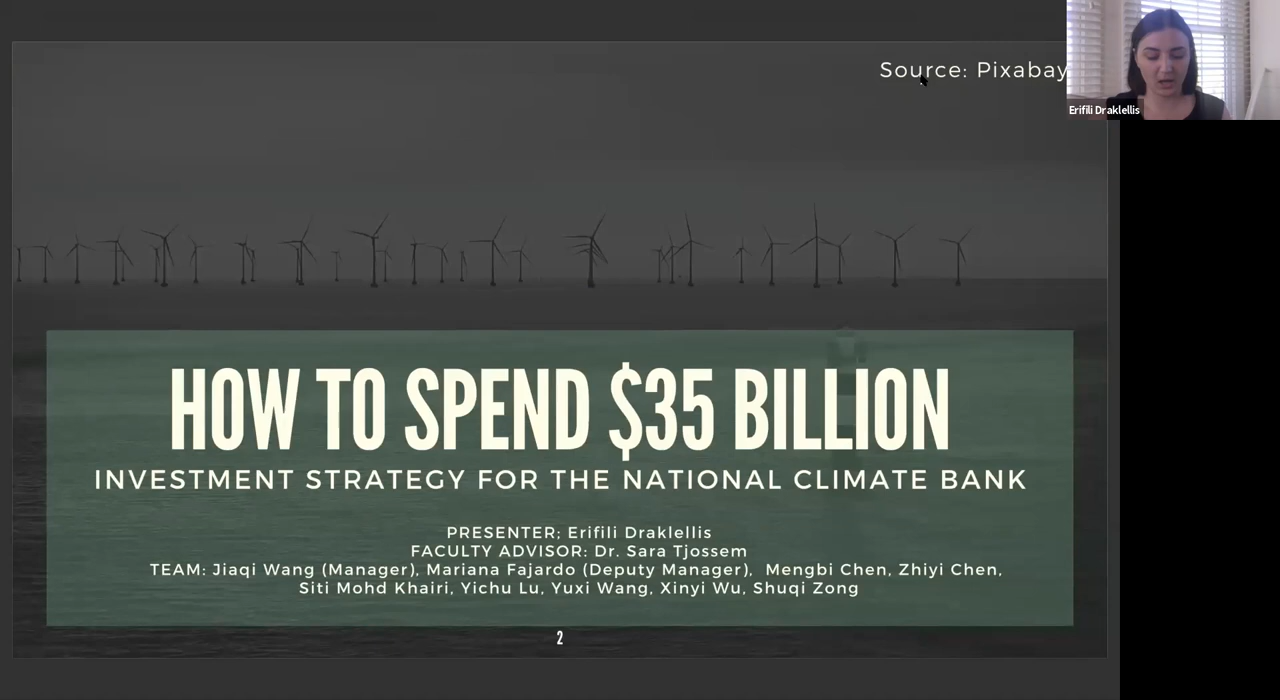 Source: Pixabay
Erifili Draklellis
HOW TO SPEND $35 BILLION
INVESTMENT STRATEGY FOR THE NATIONAL CLIMATE BANK
PRESENTER; Erifili Draklellis
FACULTY ADVISOR: Dr. Sara Tjossem
TEAM: Jiaqi Wang (Manager), Mariana Fajardo (Deputy Manager), Mengbi Chen, Zhiyi Chen,
Siti Mohd Khairi, Yichu Lu, Yuxi Wang, Xinyi Wu, Shuqi Zong
2